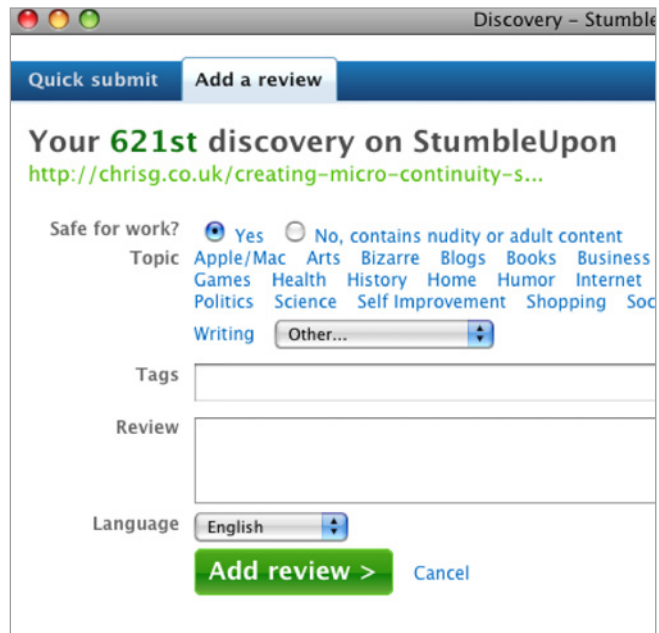 Discovery – Stumble
Quick submit Add a review
Your 621st discovery on StumbleUpon
http://chrisg.co.uk/creating-micro-continuity-s...
Safe for work? Yes No, contains nudity or adult content
Topic Apple/Mac Arts Bizarre Blogs Books Business
Games Health History Home Humor Internet
Politics Science Self Improvement Shopping Soc
Writing Other...
Tags
Review
Language English
Add review > Cancel